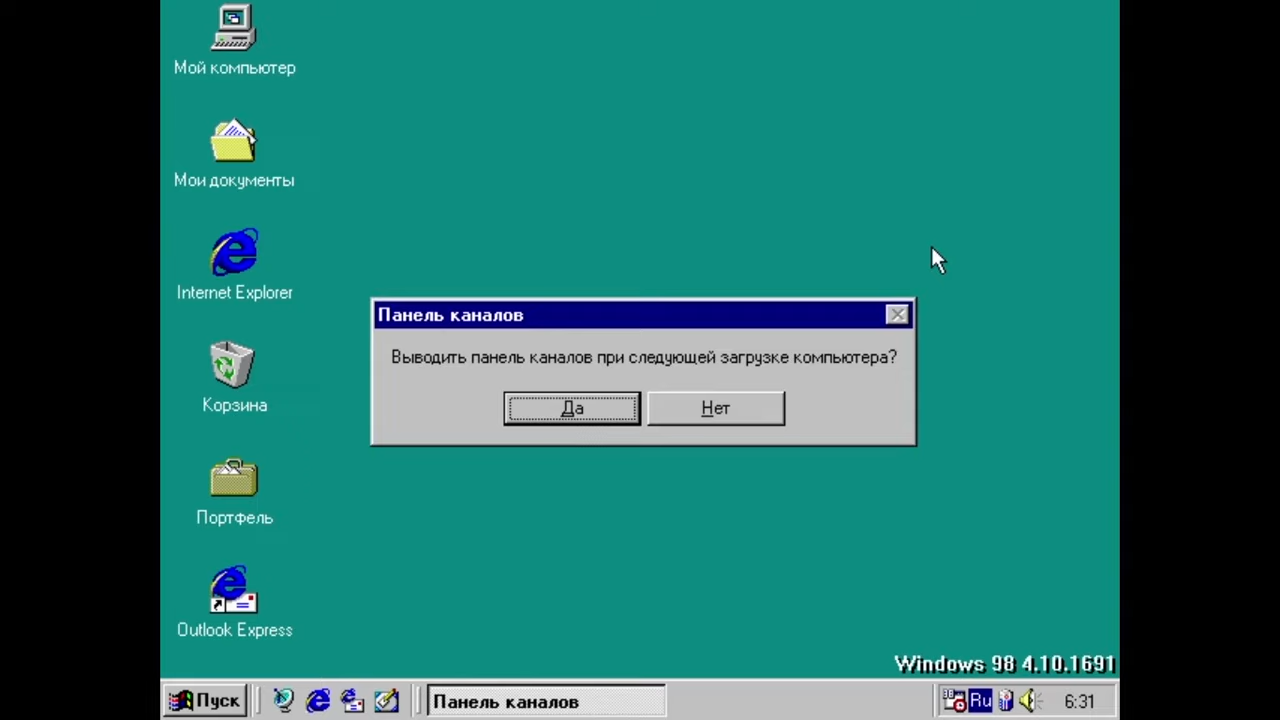 Мой компьютер
Мои документы
Internet Explorer
Корзина
Портфель
Outlook Express
Панель каналов
Выводить панель каналов при следующей загрузке компьютера?
Да
Нет
Windows 98 4.10.1691
Пуск
Панель каналов
Ru
6:31